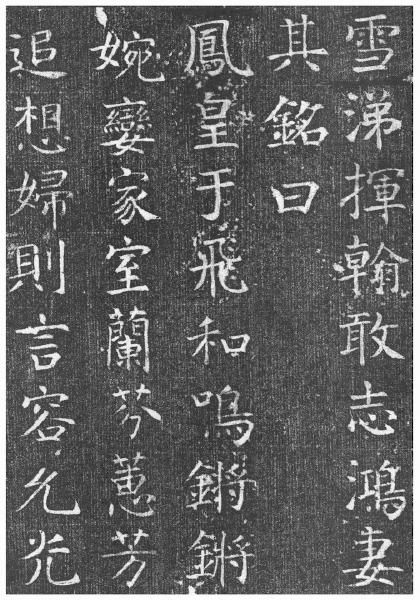 雪涕揮翰敢志鴻妻
其銘曰
鳳皇于飛和鳴鏘鏘
婉孌家室蘭芬蕙芳
追想婦則言容允光